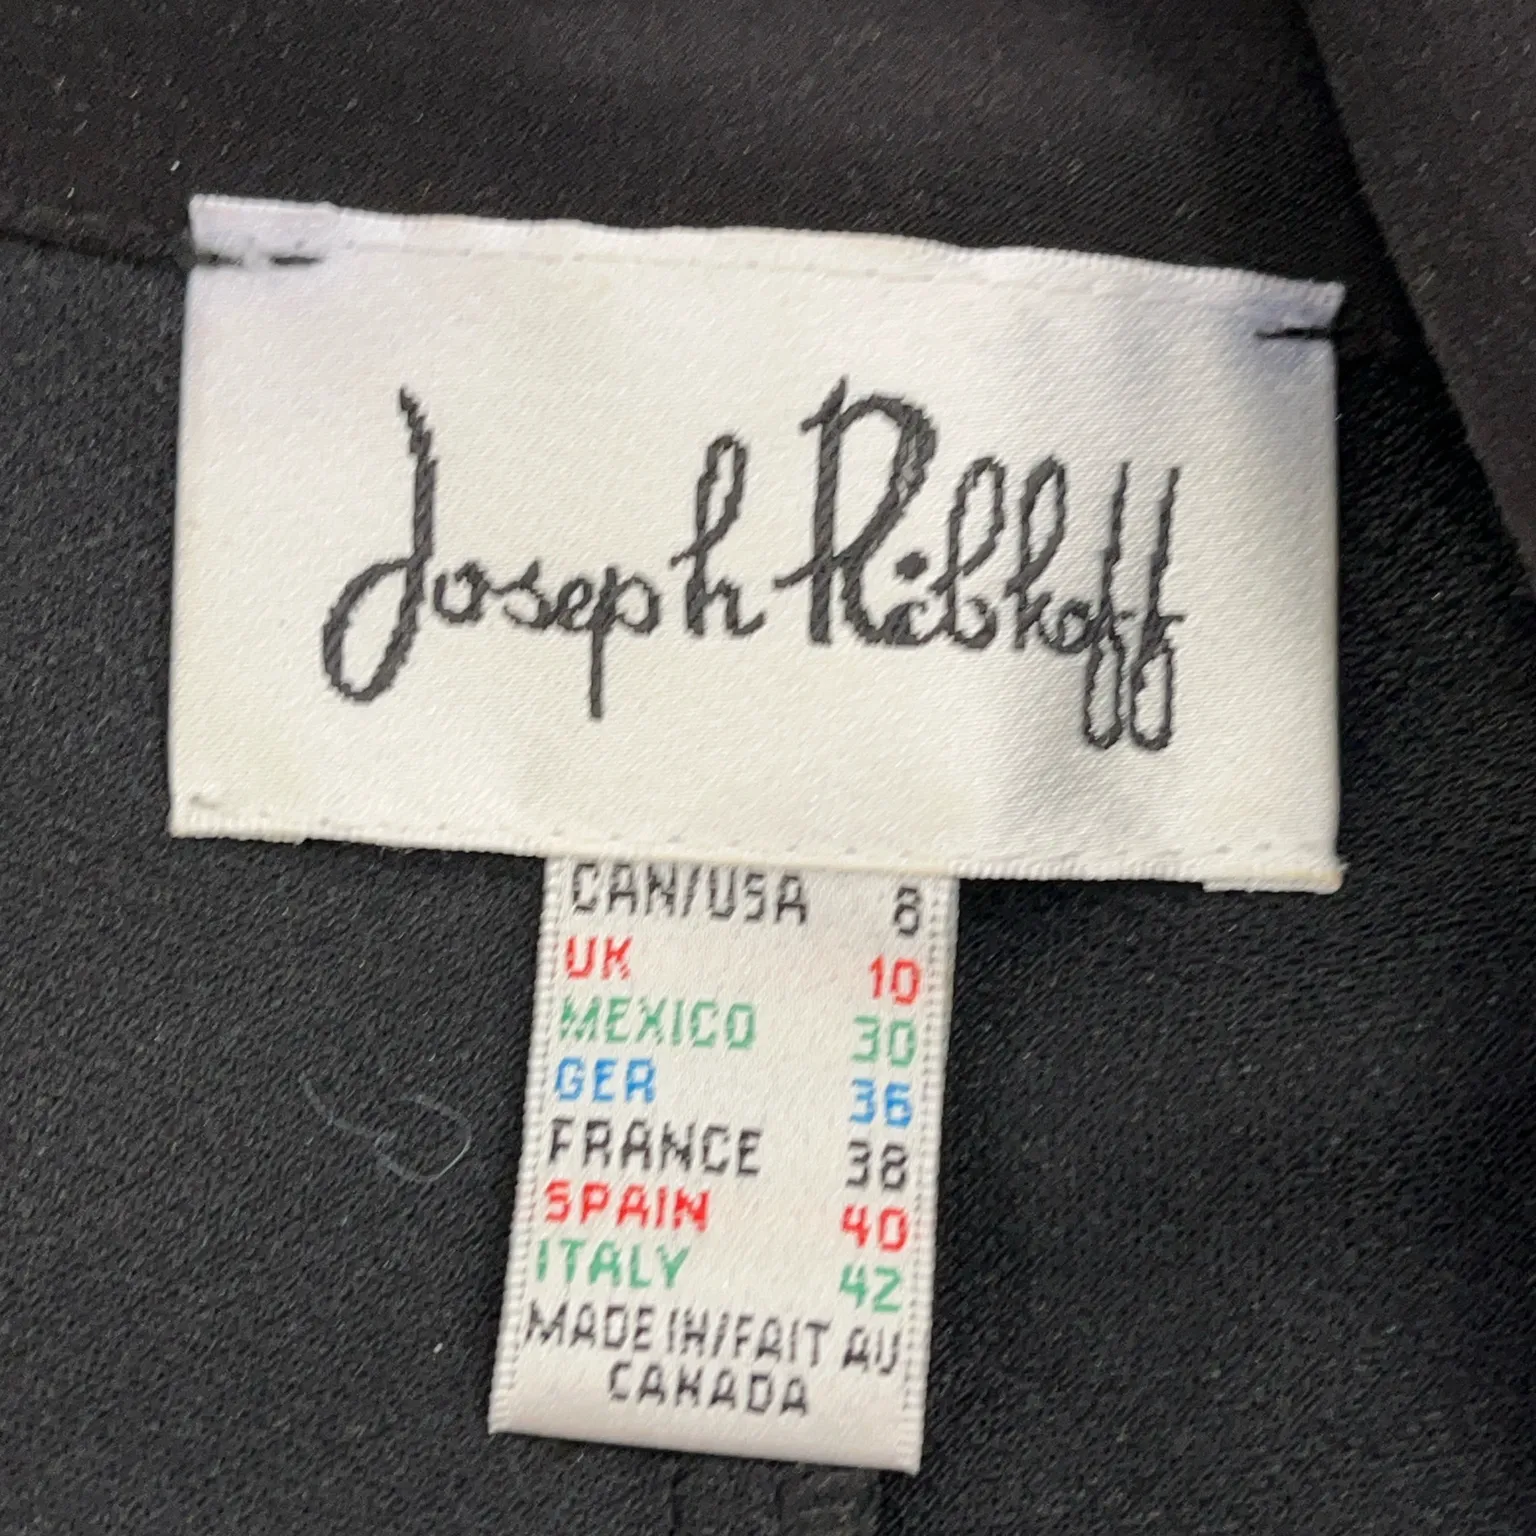 Joseph Ribkoff
CAN/USA 8
UK 10
MEXICO 30
GER 36
FRANCE 38
SPAIN 40
ITALY 42
MADE IN/FAIT AU
CANADA